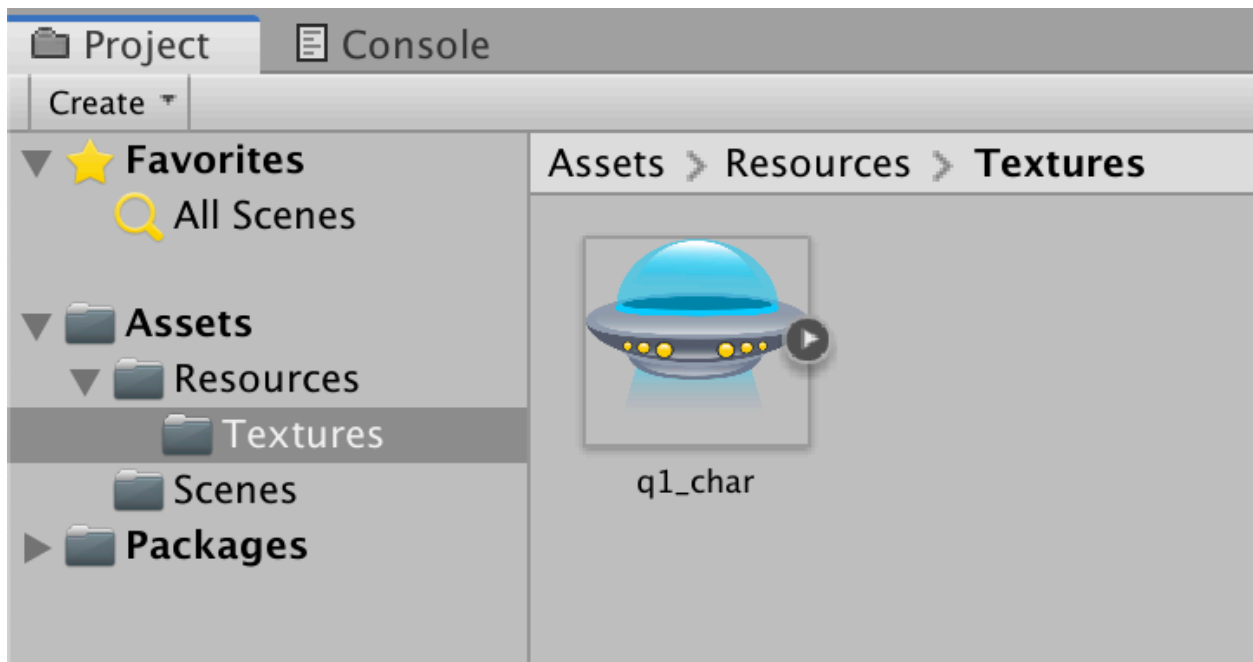 Project Console
Create
Favorites
Assets > Resources > Textures
All Scenes
Assets
Resources
Textures
Scenes
Packages
q1_char